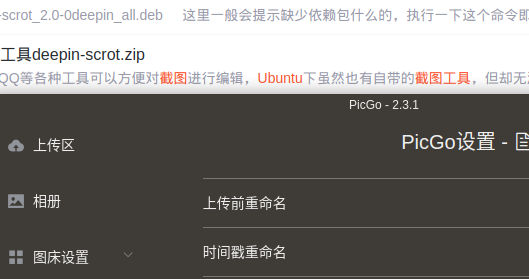 -scrot_2.0-0deepin_all.deb 这里一般会提示缺少依赖包什么的，执行一下这个命令即
工具deepin-scrot.zip
QQ等各种工具可以方便对截图进行编辑，Ubuntu下虽然也有自带的截图工具，但却无
PicGo - 2.3.1
PicGo设置 -
上传区
相册
上传前重命名
图床设置
时间戳重命名